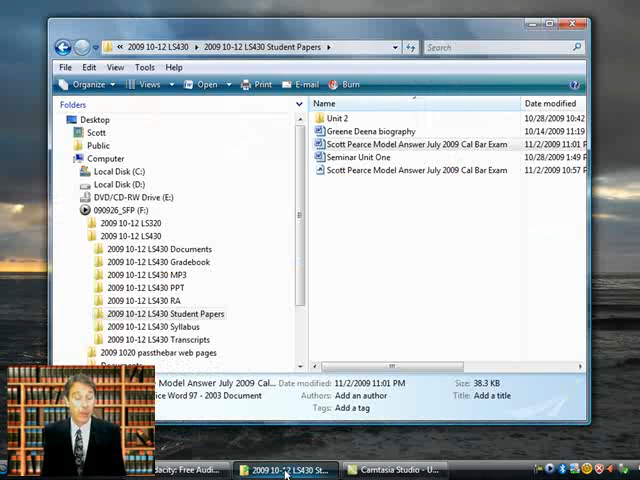 2009 10-12 LS430 2009 10-12 LS430 Student Papers Search
File Edit View Tools Help
Organize Views Open Print E-mail Burn
Folders
Name Date modified
Desktop
Scott
Public
Computer
Local Disk (C:)
Local Disk (D:)
DVD/CD-RW Drive (E:)
090926_SFP (F:)
2009 10-12 LS320
2009 10-12 LS430
2009 10-12 LS430 Documents
2009 10-12 LS430 Gradebook
2009 10-12 LS430 MP3
2009 10-12 LS430 PPT
2009 10-12 LS430 RA
2009 10-12 LS430 Student Papers
2009 10-12 LS430 Syllabus
2009 10-12 LS430 Transcripts
2009 1020 passthebar web pages
Unit 2 10/28/2009 10:42
Greene Deena biography 10/14/2009 11:19
Scott Pearce Model Answer July 2009 Cal Bar Exam 11/2/2009 11:01 P
Seminar Unit One 10/28/2009 1:49 P
Scott Pearce Model Answer July 2009 Cal Bar Exam 11/2/2009 10:57 P
Model Answer July 2009 Cal... Date modified: 11/2/2009 11:01 PM Size: 38.3 KB
ice Word 97 - 2003 Document Authors: Add an author Title: Add a title
Tags: Add a tag
dacity: Free Audi... 2009 10-12 LS430 St... Camtasia Studio - U...